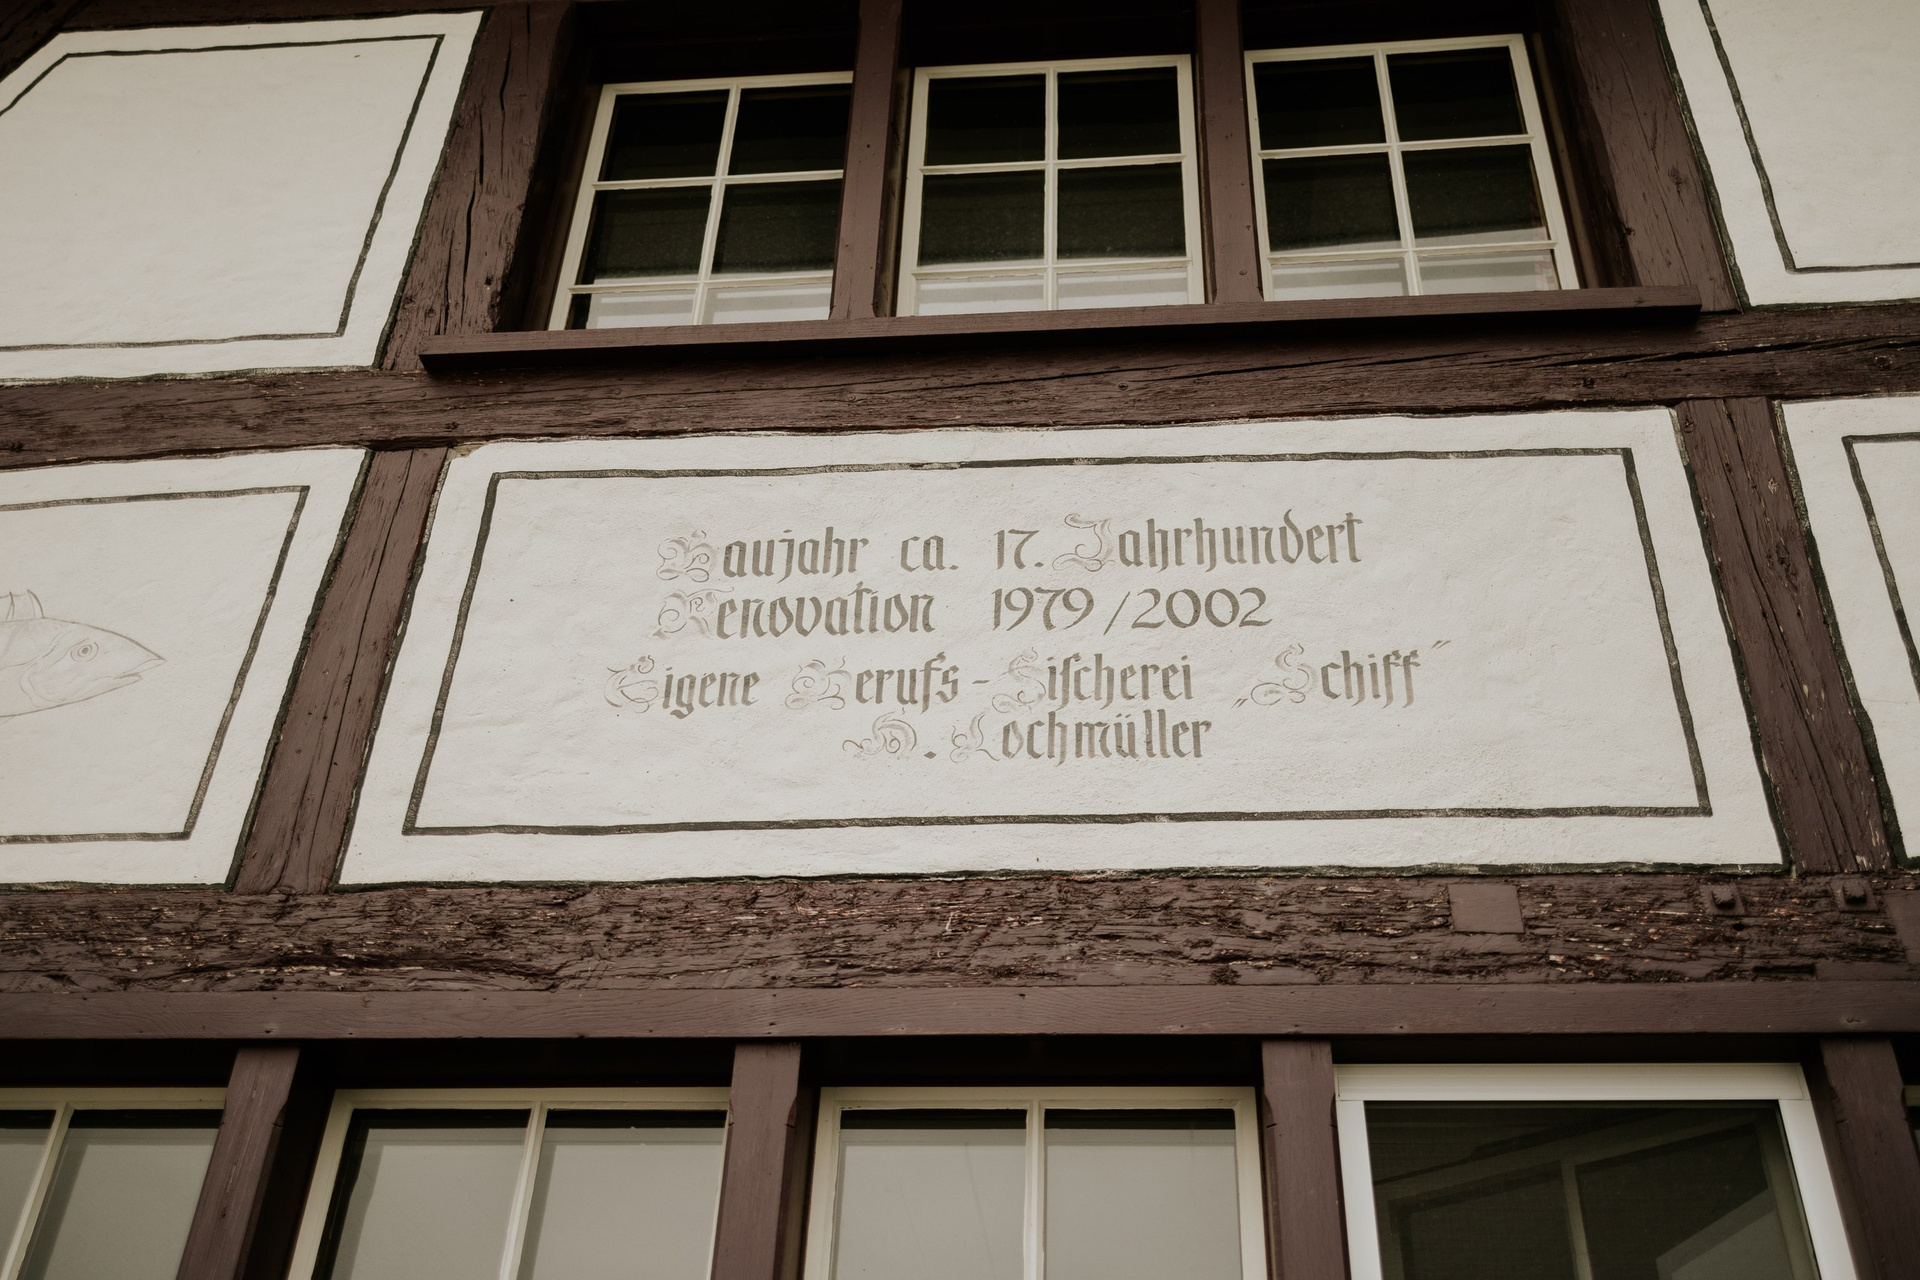 Baujahr ca. 17. Jahrhundert
Renovation 1979/2002
Eigene Berufs-Fiſcherei „Schiff“
H. Lochmüller